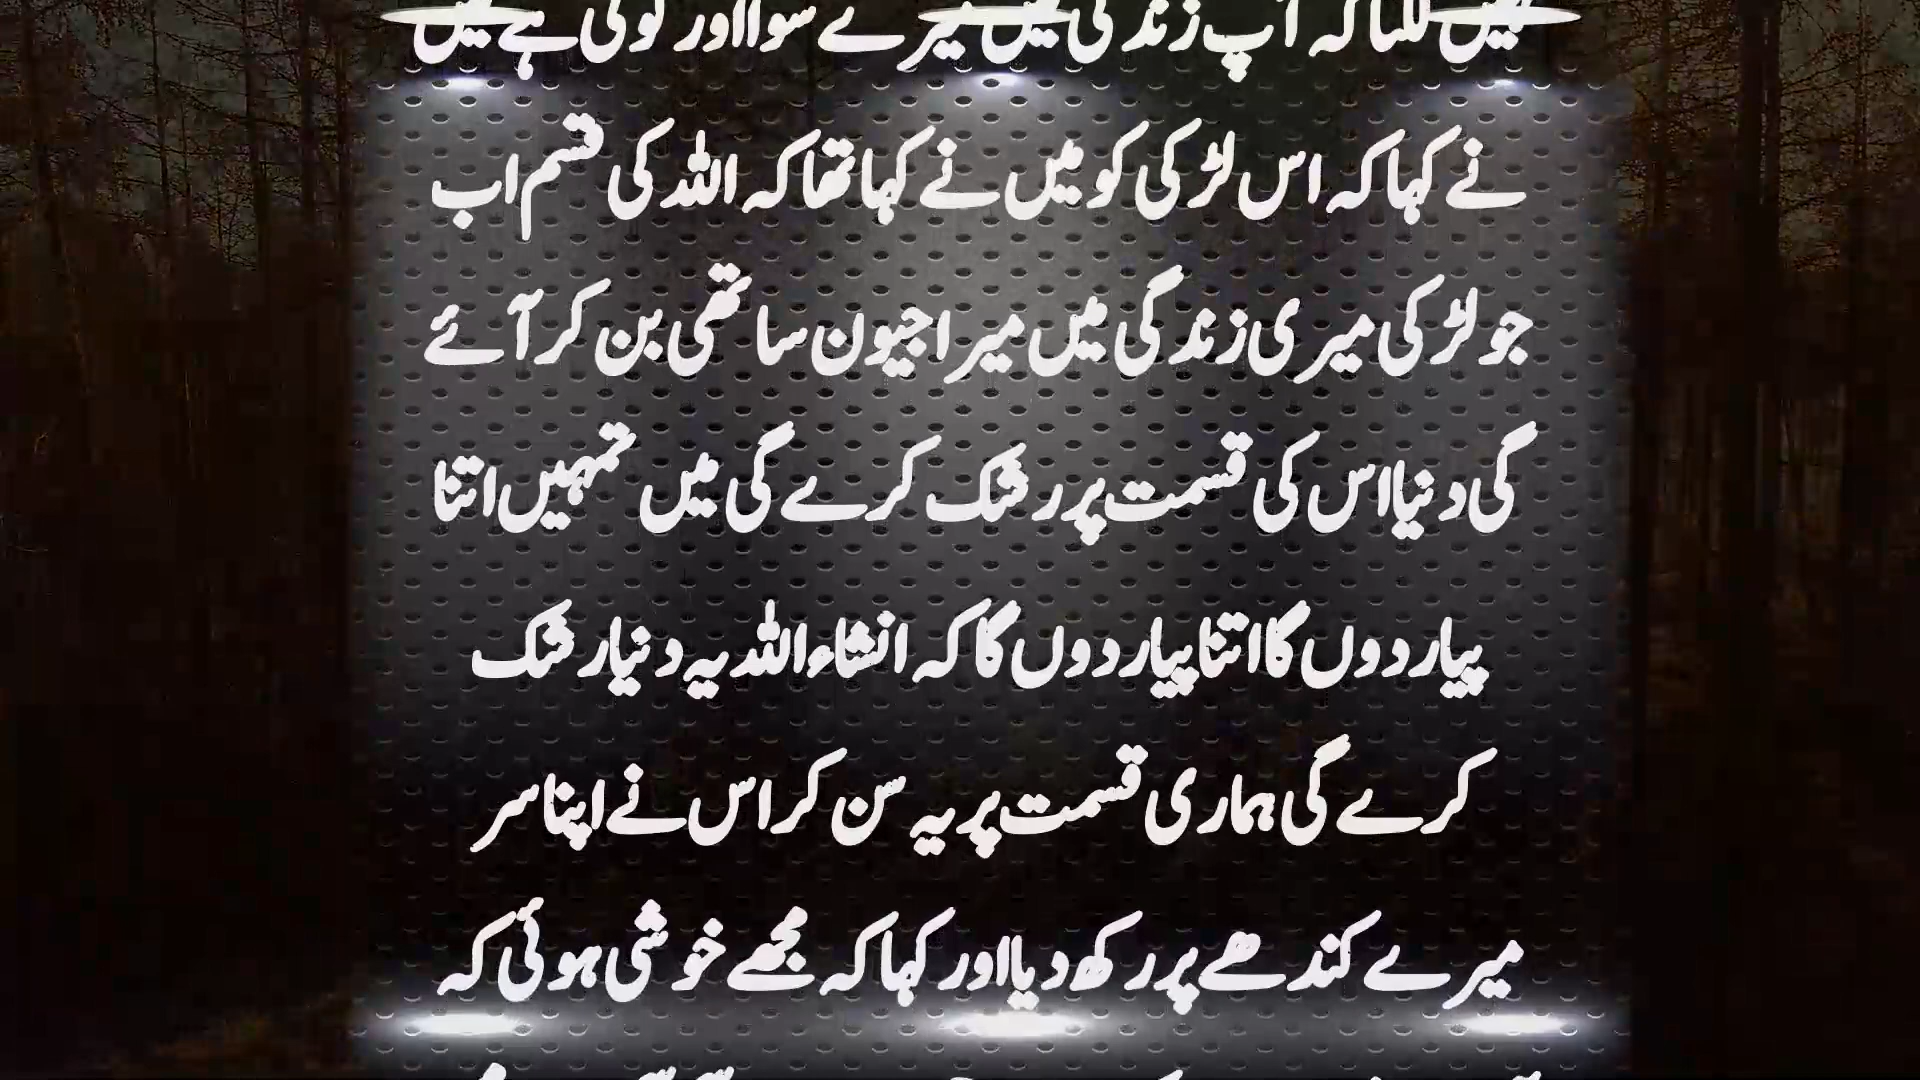 لگتا کہ آپ زندگی میں میرے سوا اور کوئی ہے نہیں
نے کہا کہ اس لڑکی کو میں نے کہا تھا کہ اللہ کی قسم اب
جو لڑکی میری زندگی میں میرا جیون ساتھی بن کر آئے
گی دنیا اس کی قسمت پر رشک کرے گی میں تمہیں اتنا
پیار دوں گا اتنا پیار دوں گا کہ انشاء اللہ یہ دنیا رشک
کرے گی ہماری قسمت پر یہ سن کر اس نے اپنا سر
میرے کندھے پر رکھ دیا اور کہا کہ مجھے خوشی ہوئی کہ